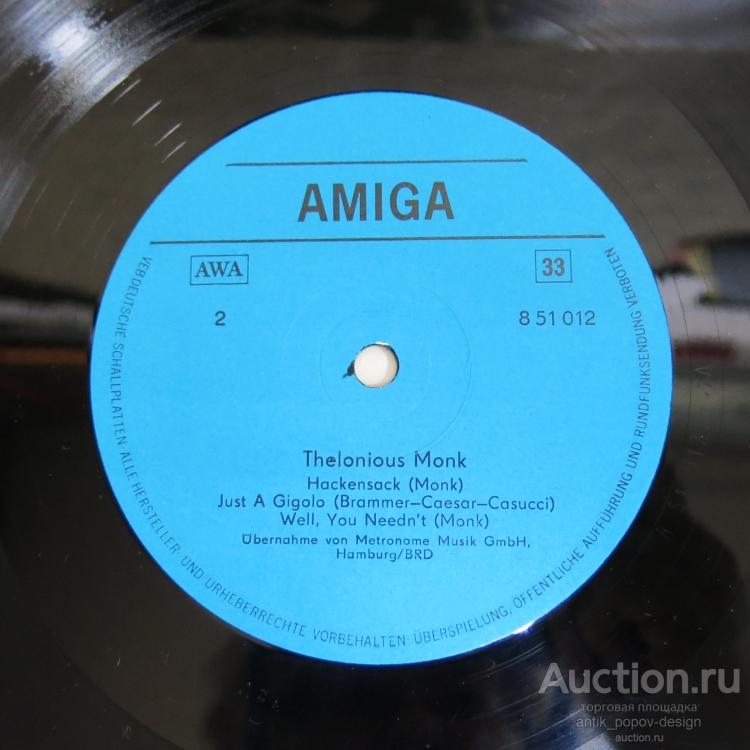 AMIGA
AWA 33
2 8 51 012
Thelonious Monk
Hackensack (Monk)
Just A Gigolo (Brammer–Caesar–Casucci)
Well, You Needn't (Monk)
Übernahme von Metronome Musik GmbH,
Hamburg/BRD
VEB DEUTSCHE SCHALLPLATTEN · ALLE HERSTELLER- UND URHEBERRECHTE VORBEHALTEN · ÜBERSPIELUNG, ÖFFENTLICHE AUFFÜHRUNG UND RUNDFUNKSENDUNG VERBOTEN
Auction.ru
торговая площадка
antik_popov-design
auction.ru